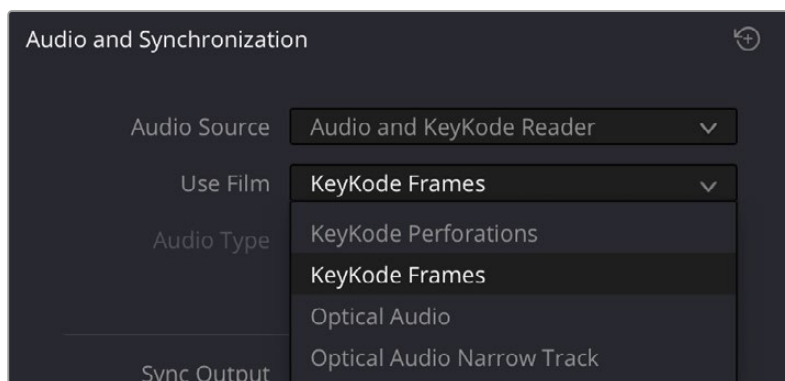 Audio and Synchronization
Audio Source Audio and KeyKode Reader
Use Film KeyKode Frames
Audio Type KeyKode Perforations
KeyKode Frames
Optical Audio
Sync Output Optical Audio Narrow Track